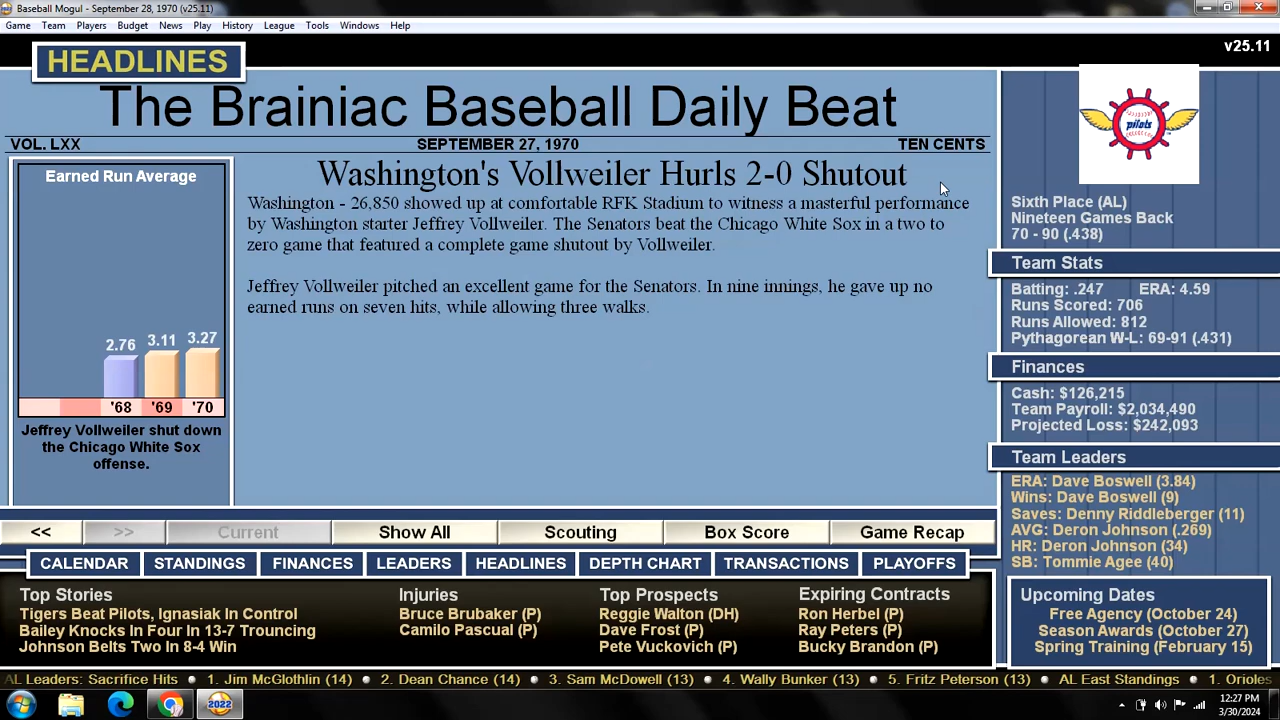 Baseball Mogul - September 28, 1970 (v25.11)
Game Team Players Budget News Play History League Tools Windows Help
HEADLINES
v25.11
The Brainiac Baseball Daily Beat
VOL. LXX SEPTEMBER 27, 1970 TEN CENTS
Earned Run Average
2.76 3.11 3.27
'68 '69 '70
Jeffrey Vollweiler shut down
the Chicago White Sox
offense.
Washington's Vollweiler Hurls 2-0 Shutout
Washington - 26,850 showed up at comfortable RFK Stadium to witness a masterful performance
by Washington starter Jeffrey Vollweiler. The Senators beat the Chicago White Sox in a two to
zero game that featured a complete game shutout by Vollweiler.
Jeffrey Vollweiler pitched an excellent game for the Senators. In nine innings, he gave up no
earned runs on seven hits, while allowing three walks.
pilots
Sixth Place (AL)
Nineteen Games Back
70 - 90 (.438)
Team Stats
Batting: .247 ERA: 4.59
Runs Scored: 706
Runs Allowed: 812
Pythagorean W-L: 69-91 (.431)
Finances
Cash: $126,215
Team Payroll: $2,034,490
Projected Loss: $242,093
Team Leaders
ERA: Dave Boswell (3.84)
Wins: Dave Boswell (9)
Saves: Denny Riddleberger (11)
AVG: Deron Johnson (.269)
HR: Deron Johnson (34)
SB: Tommie Agee (40)
<< >> Current Show All Scouting Box Score Game Recap
CALENDAR STANDINGS FINANCES LEADERS HEADLINES DEPTH CHART TRANSACTIONS PLAYOFFS
Top Stories
Tigers Beat Pilots, Ignasiak In Control
Bailey Knocks In Four In 13-7 Trouncing
Johnson Belts Two In 8-4 Win
Injuries
Bruce Brubaker (P)
Camilo Pascual (P)
Top Prospects
Reggie Walton (DH)
Dave Frost (P)
Pete Vuckovich (P)
Expiring Contracts
Ron Herbel (P)
Ray Peters (P)
Bucky Brandon (P)
Upcoming Dates
Free Agency (October 24)
Season Awards (October 27)
Spring Training (February 15)
AL Leaders: Sacrifice Hits • 1. Jim McGlothlin (14) • 2. Dean Chance (14) • 3. Sam McDowell (13) • 4. Wally Bunker (13) • 5. Fritz Peterson (13) • AL East Standings • 1. Orioles
2022
12:27 PM
3/30/2024